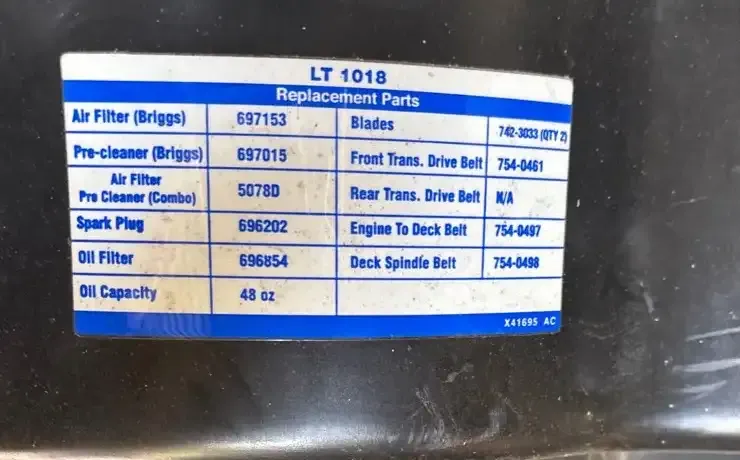 LT 1018
Replacement Parts
Air Filter (Briggs) 697153 Blades 742-3033 (QTY 2)
Pre-cleaner (Briggs) 697015 Front Trans. Drive Belt 754-0461
Air Filter
Pre Cleaner (Combo) 5078D Rear Trans. Drive Belt N/A
Spark Plug 696202 Engine To Deck Belt 754-0497
Oil Filter 696854 Deck Spindle Belt 754-0498
Oil Capacity 48 oz
X41695 AC